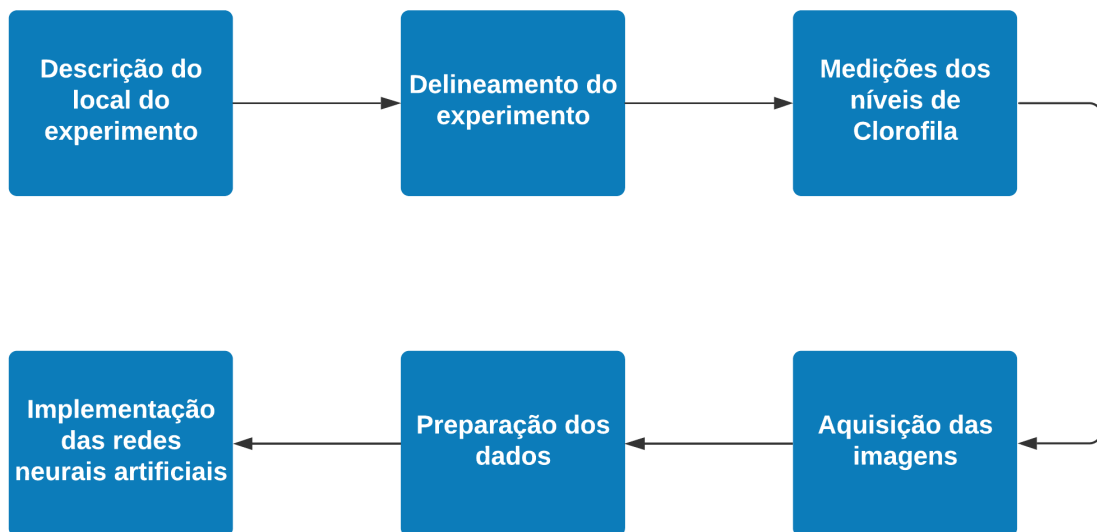 Descrição do
local do
experimento
Delineamento do
experimento
Medições dos
níveis de
Clorofila
Aquisição das
imagens
Preparação dos
dados
Implementação
das redes
neurais artificiais